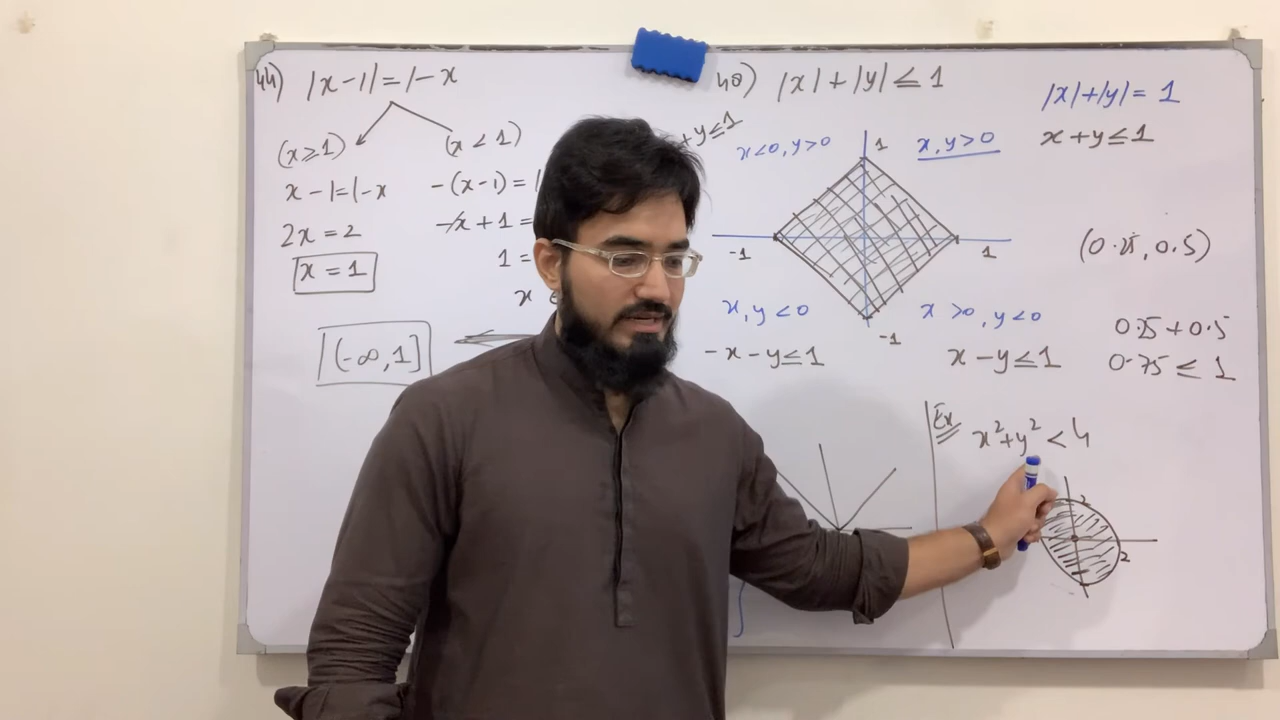 44) |x-1| = 1-x
(x≥1)
(x<1)
x-1=1-x
-(x-1) =
2x=2
-x+1=
x=1
1=
x
(-∞,1]
40) |x|+|y| ≤ 1
|x|+|y| = 1
+y≤1
x<0, y>0
1
x, y>0
x+y≤1
-1
1
(0.25, 0.5)
x, y<0
-1
x>0, y<0
0.25+0.5
-x-y≤1
x-y≤1
0.75 ≤ 1
Ex
x²+y² < 4
2
2